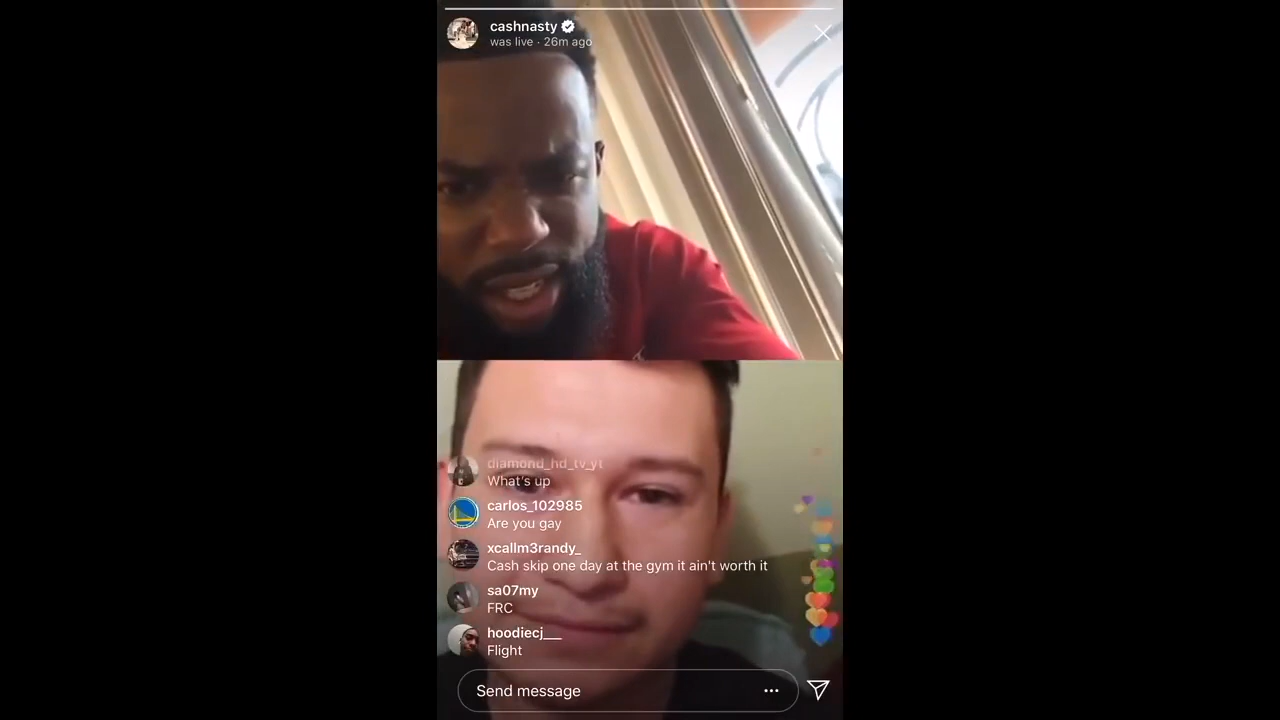 cashnasty
was live · 26m ago
diamond_hd_tv_yt
What's up
carlos_102985
Are you gay
xcallm3randy_
Cash skip one day at the gym it ain't worth it
sa07my
FRC
hoodiecj___
Flight
Send message